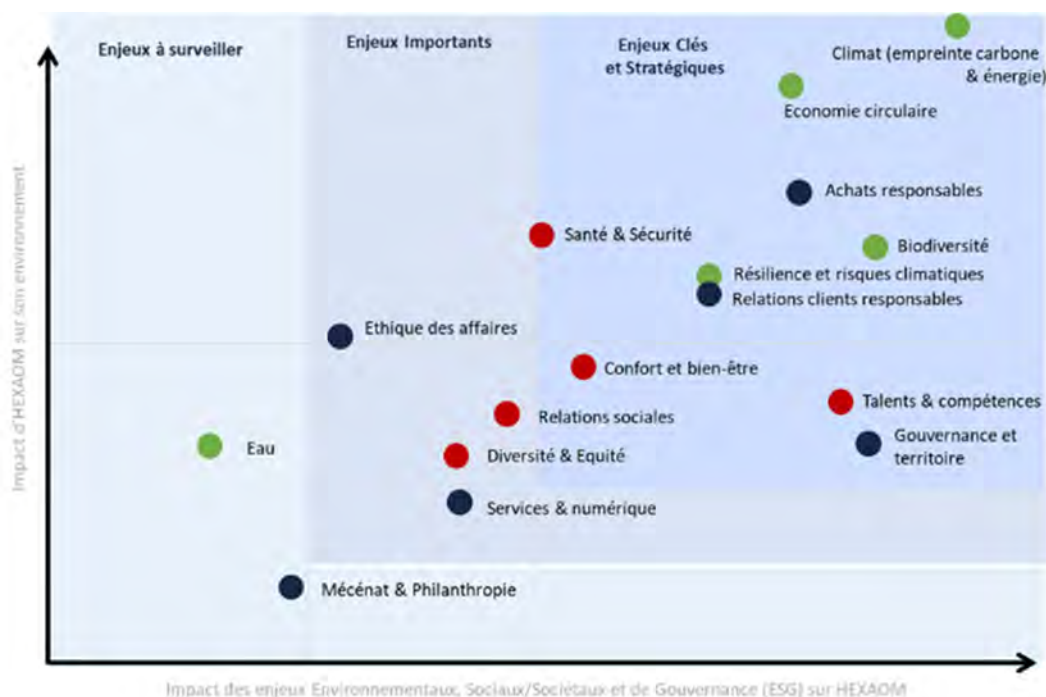 Enjeux à surveiller
Enjeux Importants
Enjeux Clés
et Stratégiques
Climat (empreinte carbone
& énergie)
Economie circulaire
Achats responsables
Santé & Sécurité
Biodiversité
Résilience et risques climatiques
Relations clients responsables
Ethique des affaires
Confort et bien-être
Talents & compétences
Relations sociales
Gouvernance et
territoire
Eau
Diversité & Equité
Services & numérique
Mécénat & Philanthropie
Impact d'HEXAOM sur son environnement
Impact des enjeux Environnementaux, Sociaux/Sociétaux et de Gouvernance (ESG) sur HEXAOM